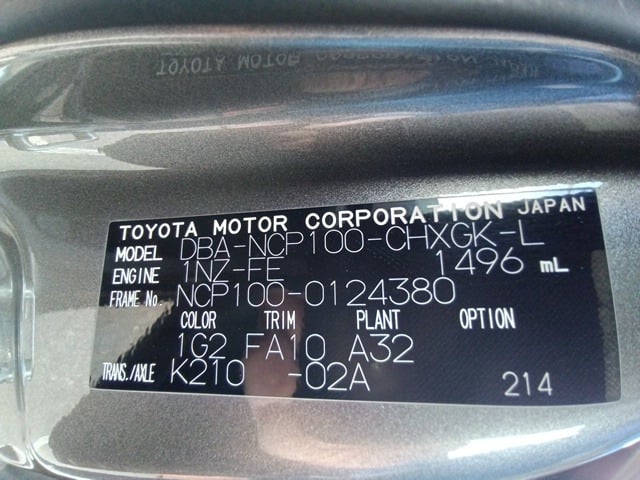 TOYOTA MOTOR CORPORATION JAPAN
MODEL DBA-NCP100-CHXGK-L
ENGINE 1NZ-FE 1496 mL
FRAME No. NCP100-0124380
COLOR TRIM PLANT OPTION
1G2 FA10 A32
TRANS./AXLE K210 -02A 214